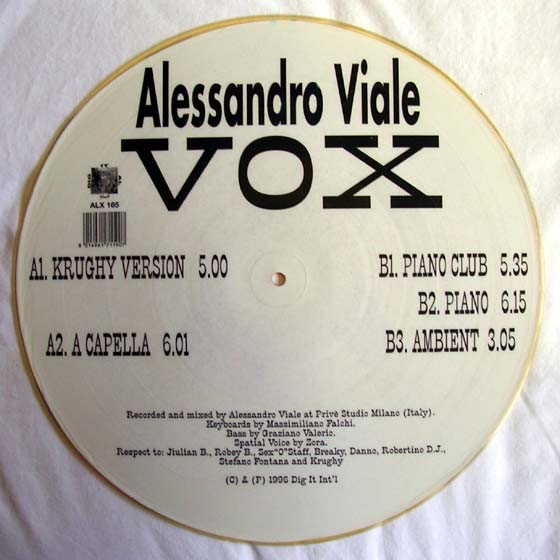 Alessandro Viale
VOX
ALX 165
A1. KRUGHY VERSION 5.00
A2. A CAPELLA 6.01
B1. PIANO CLUB 5.35
B2. PIANO 6.15
B3. AMBIENT 3.05
Recorded and mixed by Alessandro Viale at Privè Studio Milano (Italy).
Keyboards by Massimiliano Falchi.
Bass by Graziano Valerio.
Spatial Voice by Zora.
Respect to: Jiulian B., Robey B., Sex"O"Staff, Breaky, Danno, Robertino D.J.,
Stefano Fontana and Krughy
(C) & (P) 1996 Dig It Int'l